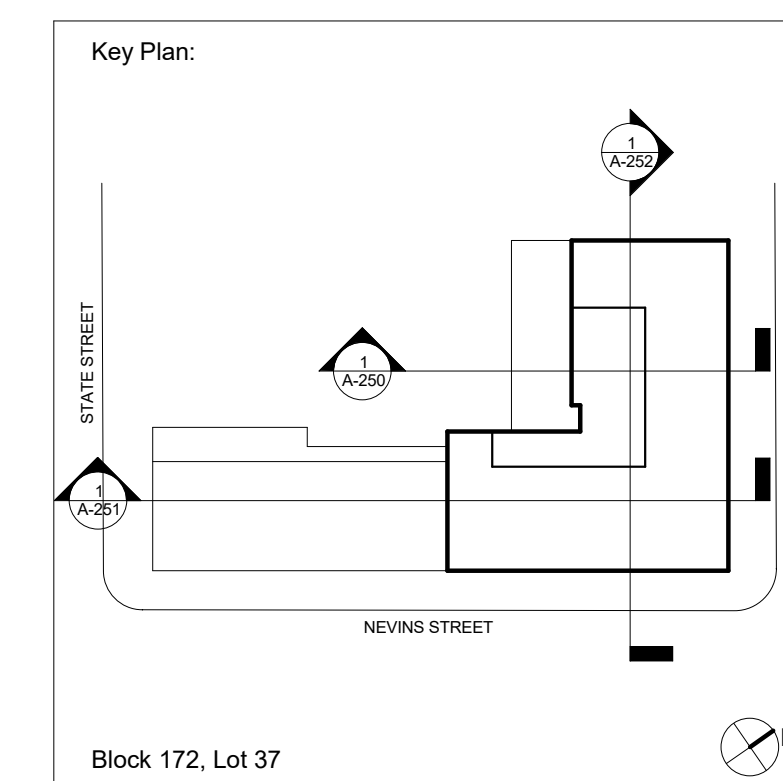 Key Plan:
1
A-252
STATE STREET
1
A-250
1
A-251
NEVINS STREET
Block 172, Lot 37